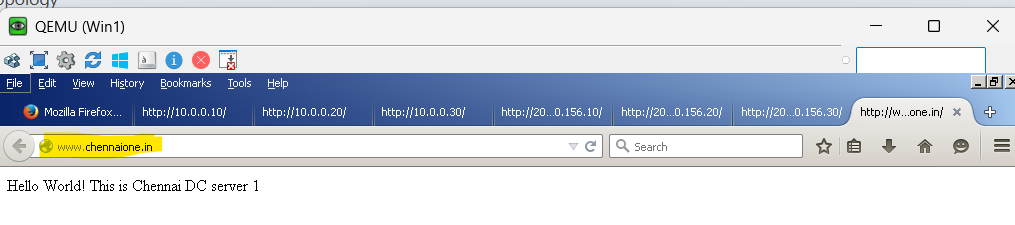 opology
QEMU (Win1)
File Edit View History Bookmarks Tools Help
Mozilla Firefox... http://10.0.0.10/ http://10.0.0.20/ http://10.0.0.30/ http://20...0.156.10/ http://20...0.156.20/ http://20...0.156.30/ http://w...one.in/
www.chennaione.in Search
Hello World! This is Chennai DC server 1